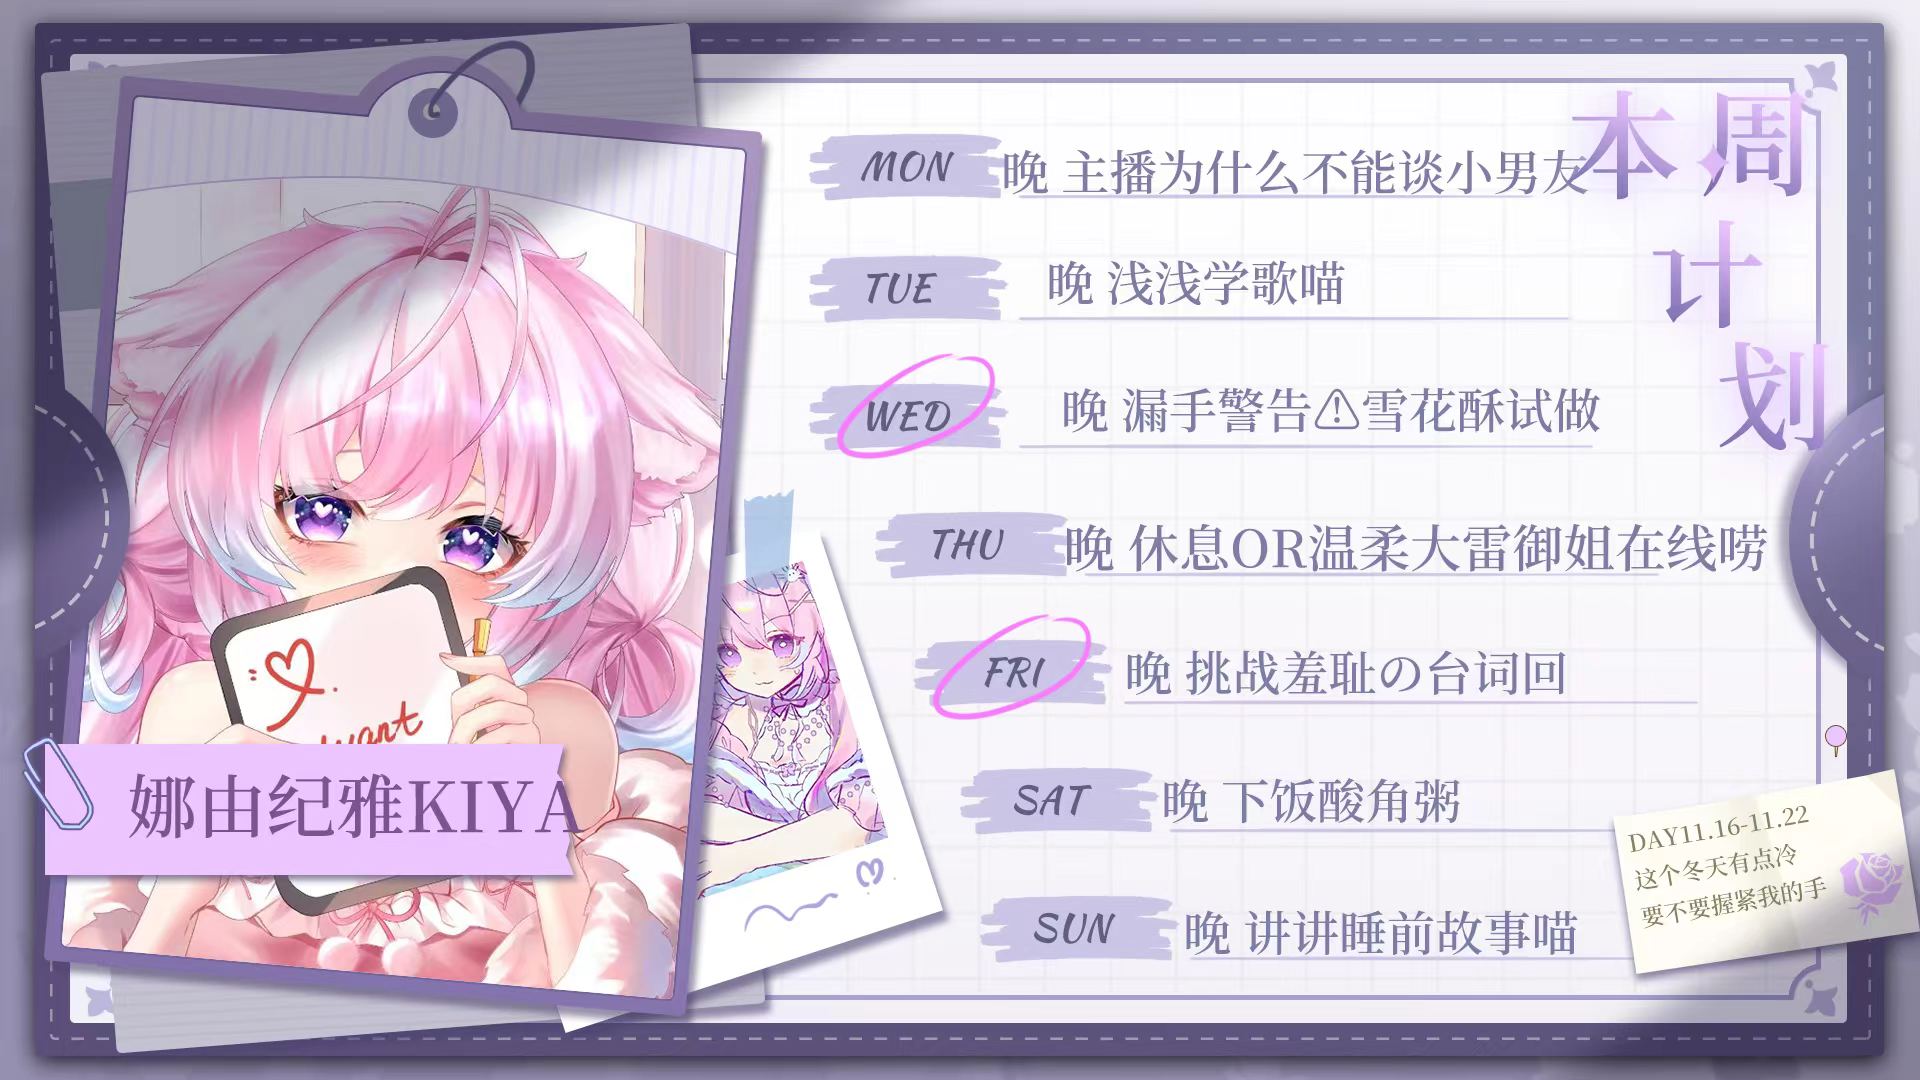 本周
计
划
MON 晚 主播为什么不能谈小男友
TUE 晚 浅浅学歌喵
WED 晚 漏手警告⚠雪花酥试做
THU 晚 休息OR温柔大雷御姐在线唠
FRI 晚 挑战羞耻の台词回
SAT 晚 下饭酸角粥
SUN 晚 讲讲睡前故事喵
want
娜由纪雅KIYA
DAY11.16-11.22
这个冬天有点冷
要不要握紧我的手